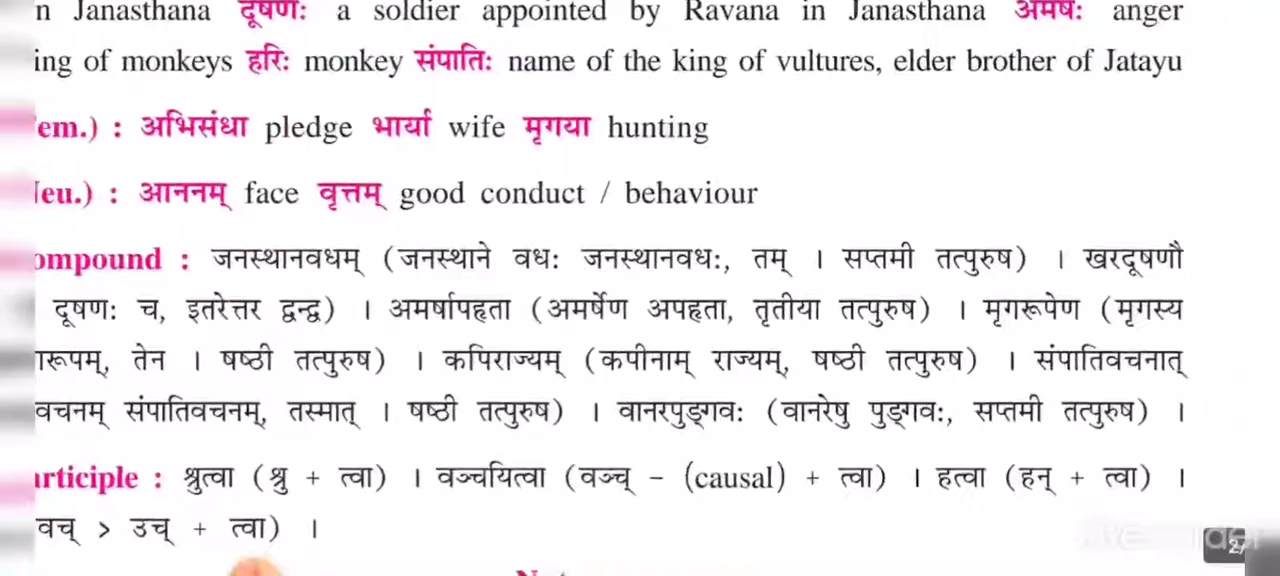 n Janasthana दूषणः a soldier appointed by Ravana in Janasthana अमर्षः anger
ing of monkeys हरिः monkey संपातिः name of the king of vultures, elder brother of Jatayu
em.) : अभिसंधा pledge भार्या wife मृगया hunting
eu.) : आननम् face वृत्तम् good conduct / behaviour
ompound : जनस्थानवधम् (जनस्थाने वधः जनस्थानवधः, तम् । सप्तमी तत्पुरुष) । खरदूषणौ
दूषणः च, इतरेत्तर द्वन्द्व) । अमर्षापहृता (अमर्षेण अपहृता, तृतीया तत्पुरुष) । मृगरूपेण (मृगस्य
रूपम्, तेन । षष्ठी तत्पुरुष) । कपिराज्यम् (कपीनाम् राज्यम्, षष्ठी तत्पुरुष) । संपातिवचनात्
वचनम् संपातिवचनम्, तस्मात् । षष्ठी तत्पुरुष) । वानरपुङ्गवः (वानरेषु पुङ्गवः, सप्तमी तत्पुरुष) ।
articiple : श्रुत्वा (श्रु + त्वा) । वञ्चयित्वा (वञ्च् – (causal) + त्वा) । हत्वा (हन् + त्वा) ।
वच् > उच् + त्वा) ।
2/